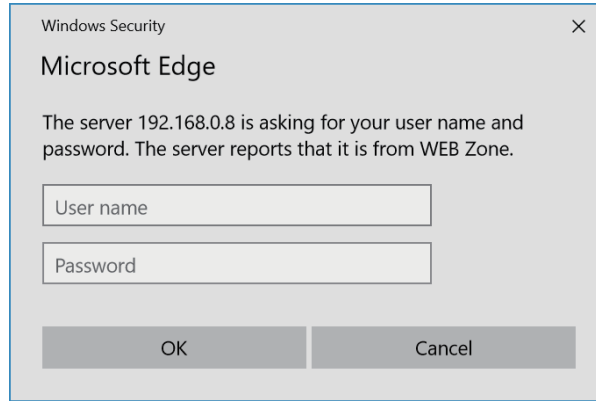 Windows Security
Microsoft Edge
The server 192.168.0.8 is asking for your user name and
password. The server reports that it is from WEB Zone.
User name
Password
OK
Cancel